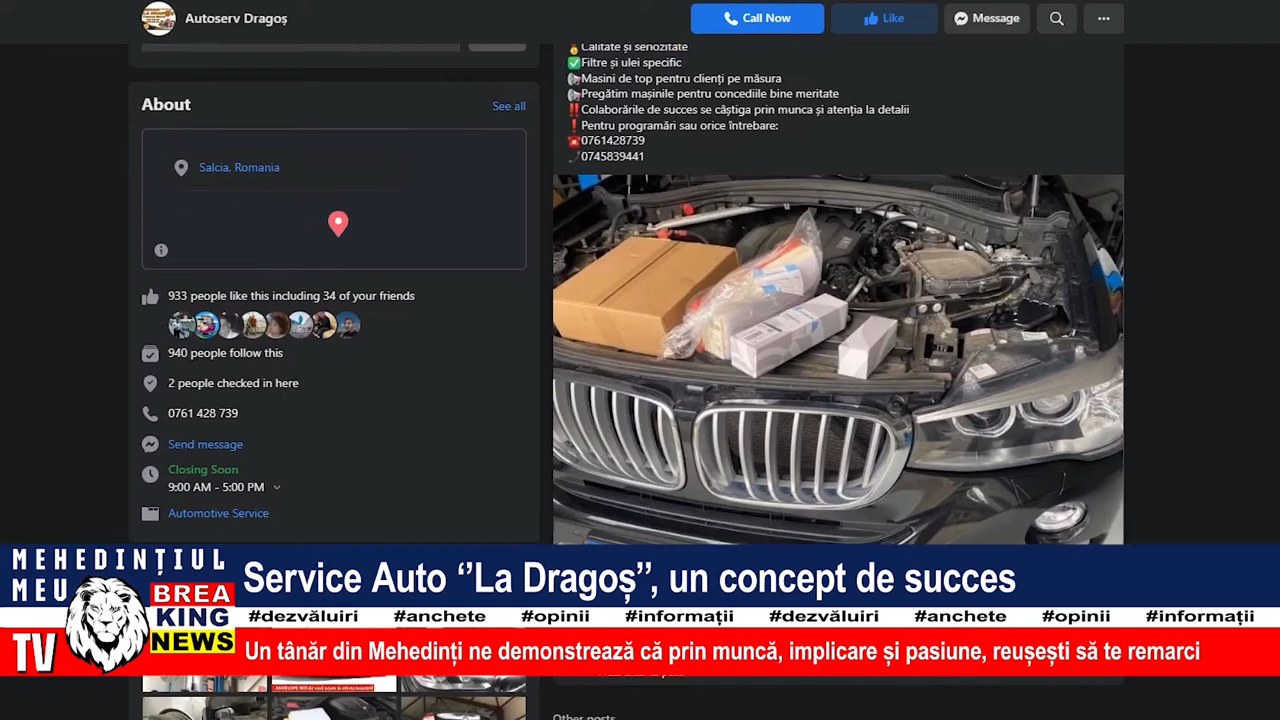 Autoserv Dragoș
Call Now
Like
Message
About
See all
Salcia, Romania
933 people like this including 34 of your friends
940 people follow this
2 people checked in here
0761 428 739
Send message
Closing Soon
9:00 AM - 5:00 PM
Automotive Service
Calitate și seriozitate
Filtre și ulei specific
Masini de top pentru clienți pe măsura
Pregătim mașinile pentru concediile bine meritate
Colaborările de succes se câștiga prin munca și atenția la detalii
Pentru programări sau orice întrebare:
0761428739
0745839441
MEHEDINȚIUL
MEU
TV
BREA
KING
NEWS
Service Auto ‘’La Dragoș’’, un concept de succes
#dezvăluiri #anchete #opinii #informații #dezvăluiri #anchete #opinii #informații
Un tânăr din Mehedinți ne demonstrează că prin muncă, implicare și pasiune, reușești să te remarci
Other posts